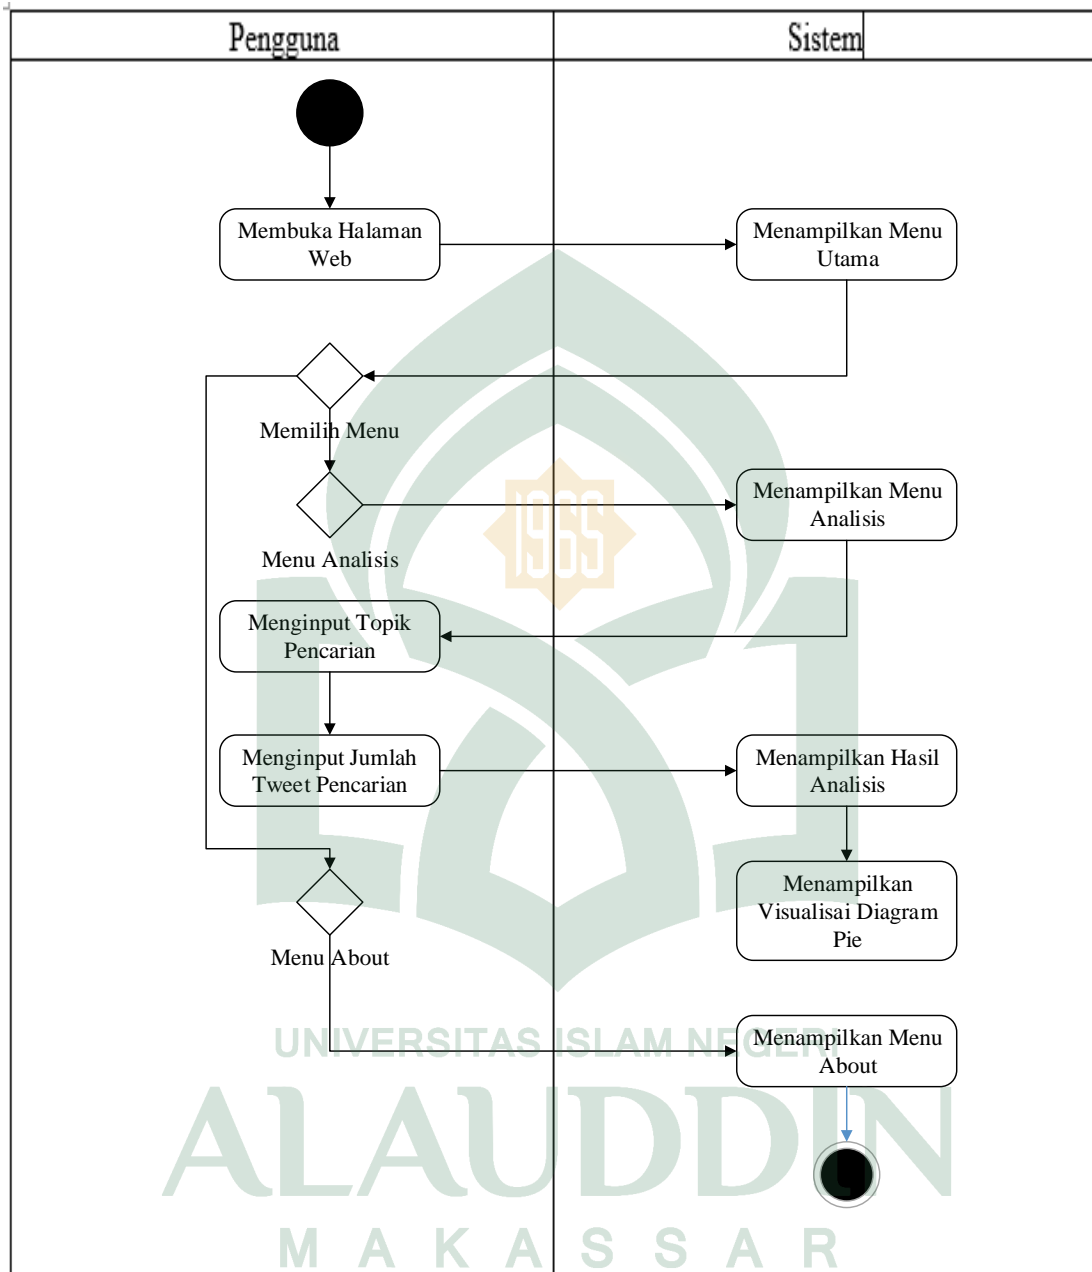 Pengguna
Sistem
Membuka Halaman
Web
Menampilkan Menu
Utama
Memilih Menu
1965
Menampilkan Menu
Analisis
Menu Analisis
Menginput Topik
Pencarian
Menginput Jumlah
Tweet Pencarian
Menampilkan Hasil
Analisis
Menampilkan
Visualisai Diagram
Pie
Menu About
UNIVERSITAS ISLAM NEGERI
Menampilkan Menu
About
ALAUDDIN
MAKASSAR